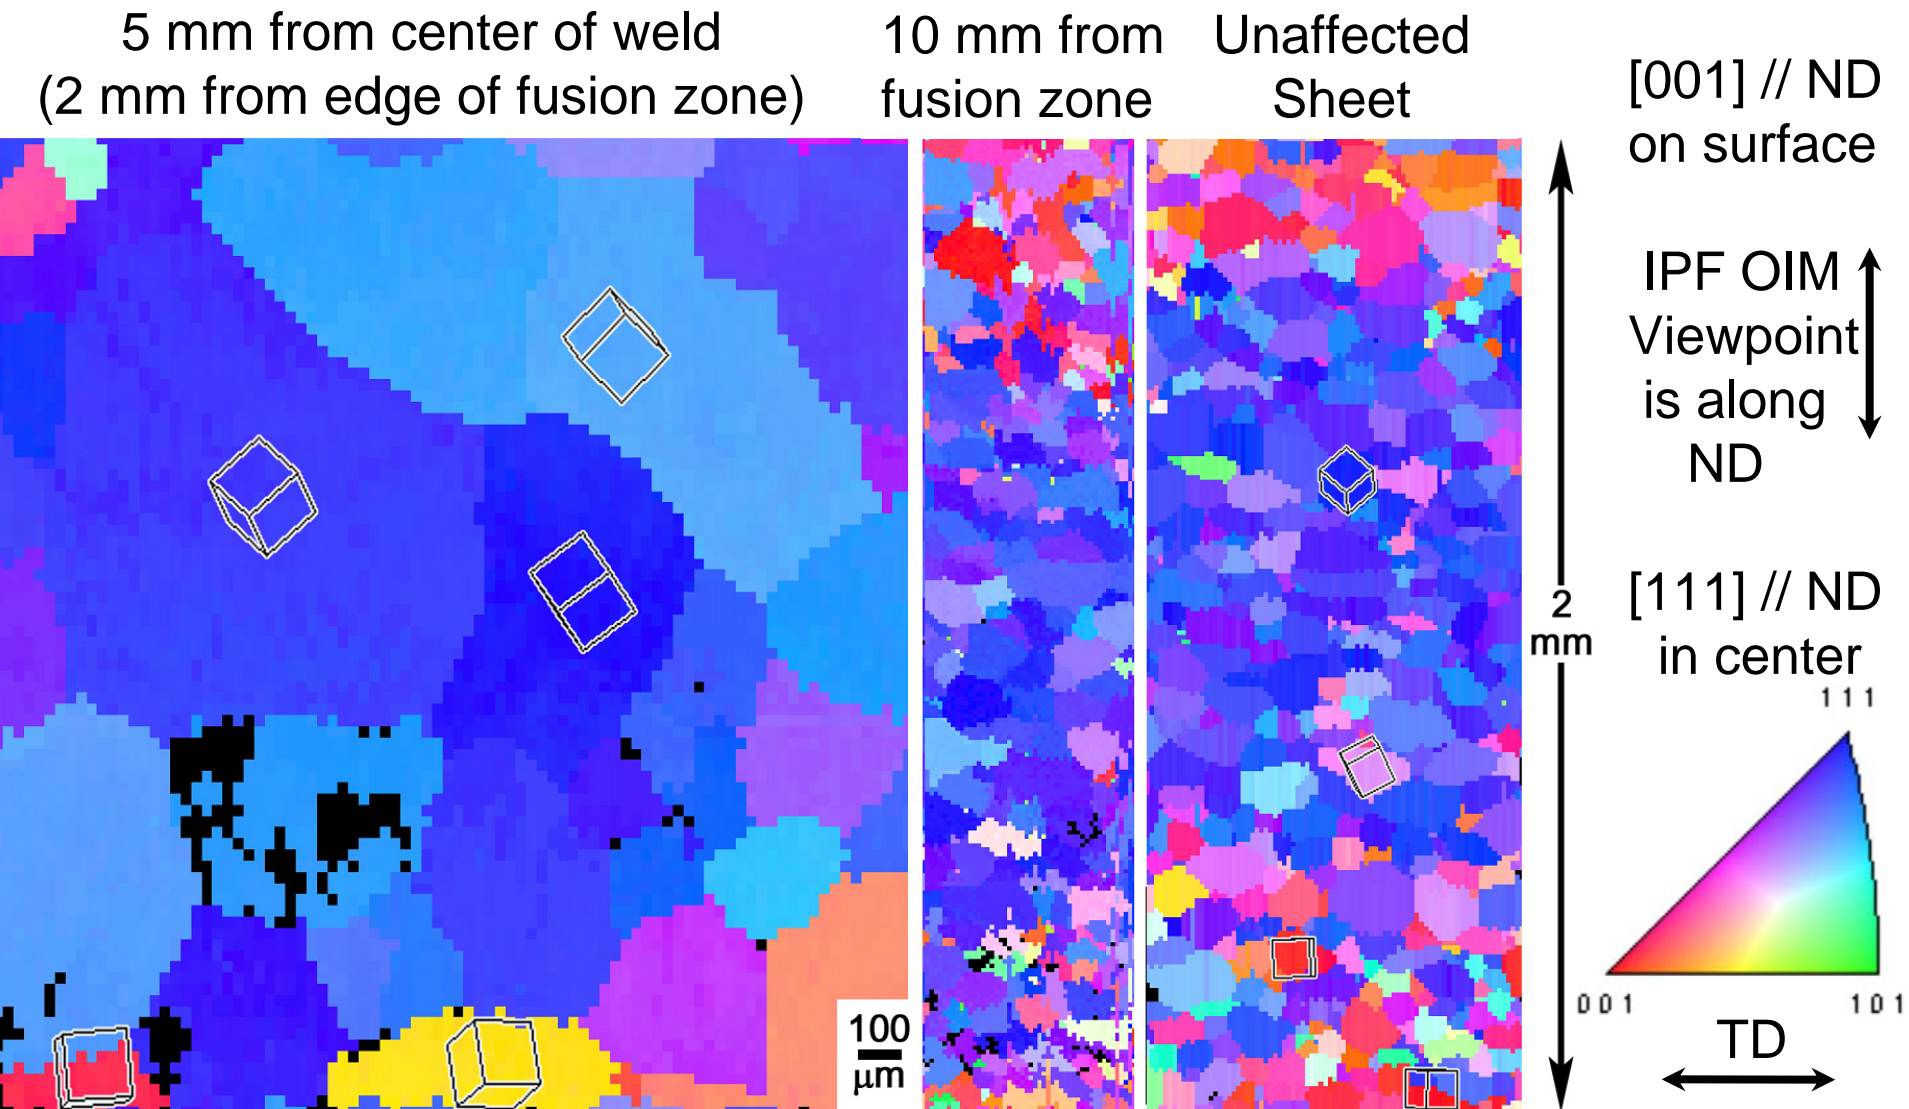 5 mm from center of weld
(2 mm from edge of fusion zone)
10 mm from
fusion zone
Unaffected
Sheet
[001] // ND
on surface
IPF OIM
Viewpoint
is along
ND
2
mm
[111] // ND
in center
1 1 1
0 0 1
1 0 1
TD
100
μm